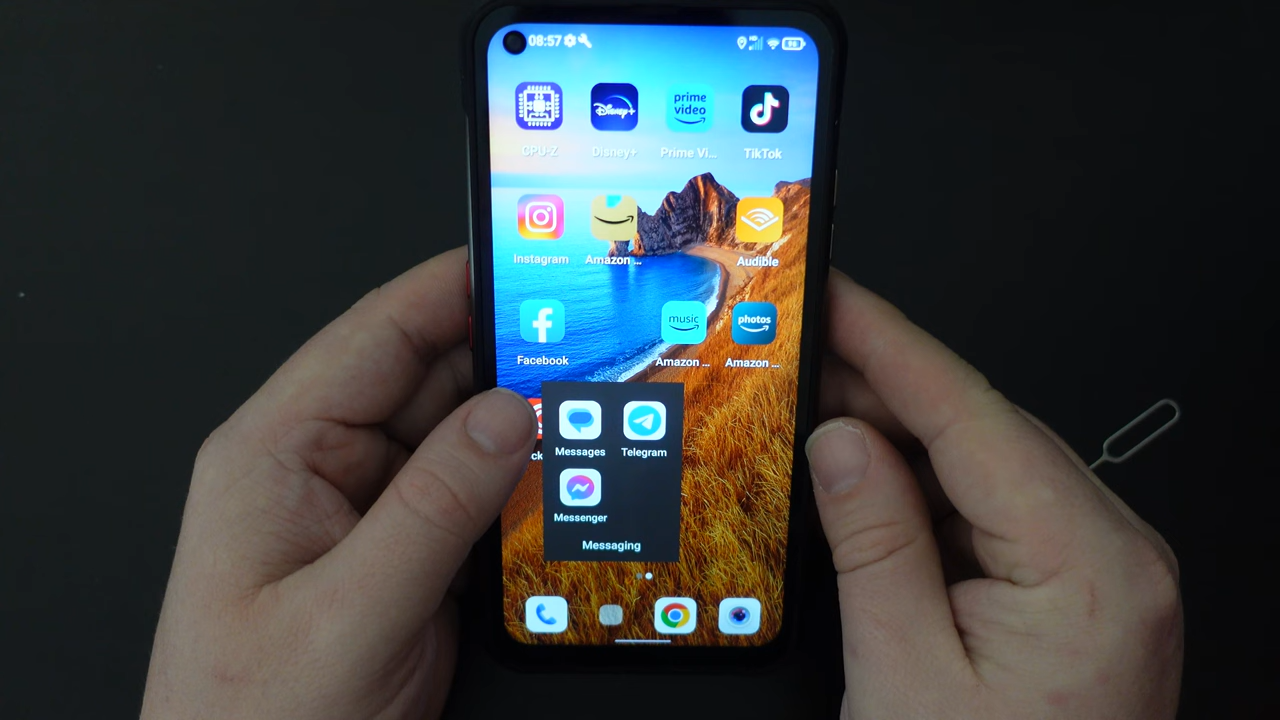 08:57
CPU-Z Disney+ Prime Vi... TikTok
Disney+
prime
video
Instagram Amazon ... Audible
music photos
Facebook Amazon ... Amazon ...
Messages Telegram
Messenger
Messaging